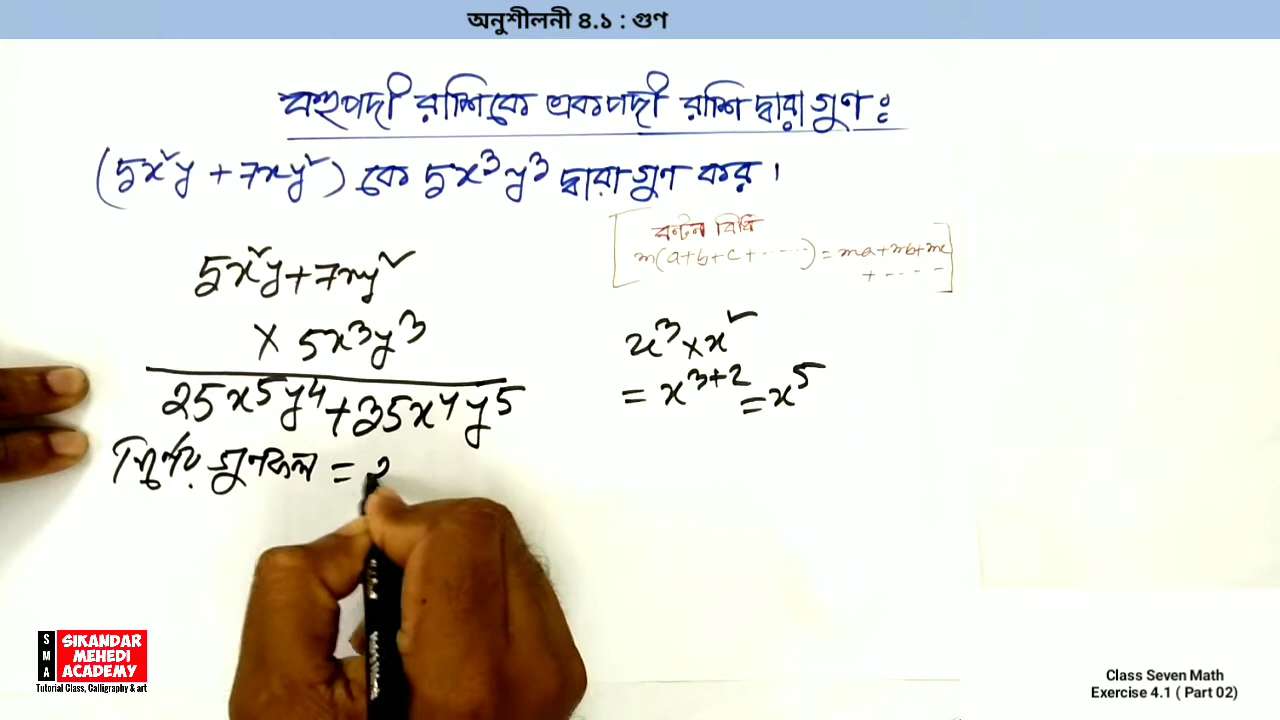 অনুশীলনী ৪.১ : গুণ
বহুপদী রাশিকে একপদী রাশি দ্বারা গুণ :
(5x²y + 7xy²) কে 5x³y³ দ্বারা গুণ কর।
[বণ্টন বিধি
m(a+b+c+......) = ma+mb+mc
+ - - - -]
5x²y + 7xy²
× 5x³y³
25x⁵y⁴ + 35x⁴y⁵
নির্ণেয় গুণফল = 2
x³ × x²
= x³⁺² = x⁵
S M A
SIKANDAR
MEHEDI
ACADEMY
Tutorial Class, Calligraphy & art
Class Seven Math
Exercise 4.1 ( Part 02)